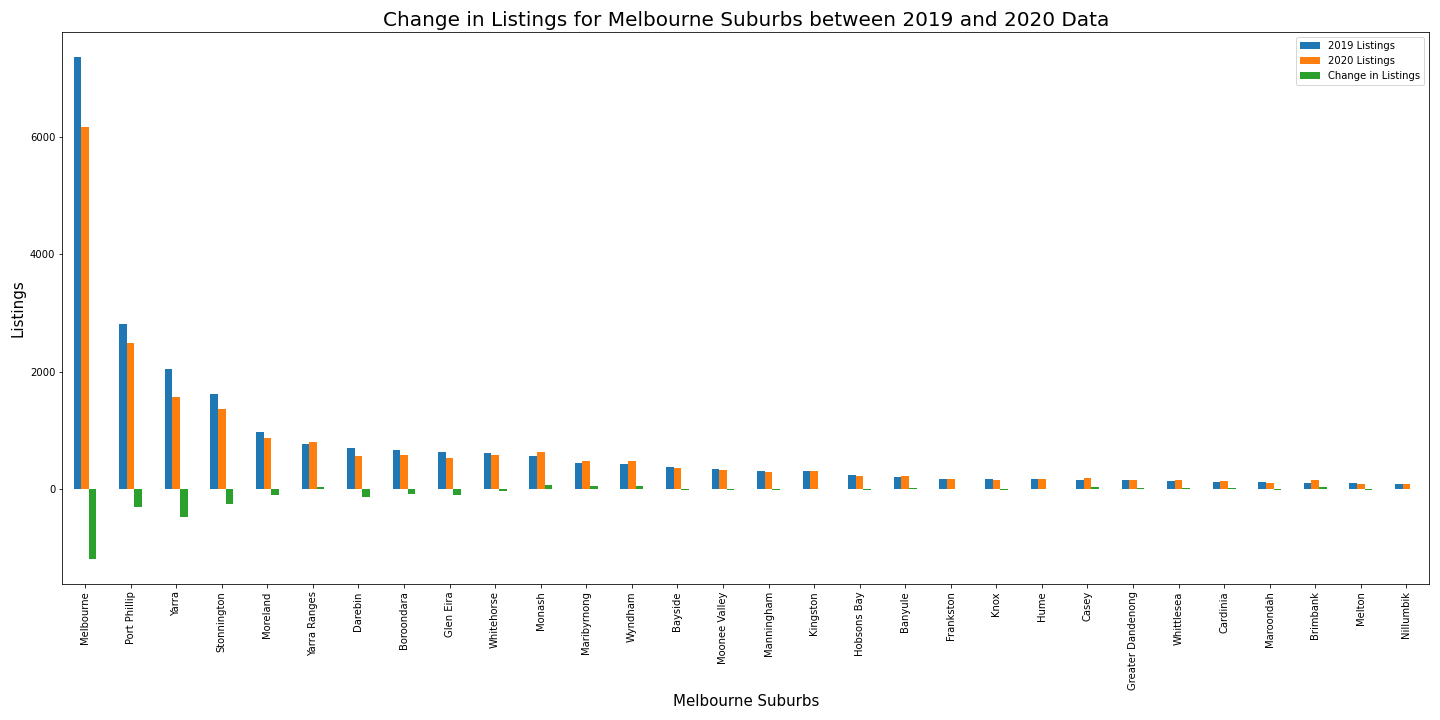 Change in Listings for Melbourne Suburbs between 2019 and 2020 Data
2019 Listings
2020 Listings
Change in Listings
Listings
6000
4000
2000
0
Melbourne
Port Phillip
Yarra
Stonnington
Moreland
Yarra Ranges
Darebin
Boroondara
Glen Eira
Whitehorse
Monash
Maribyrnong
Wyndham
Bayside
Moonee Valley
Manningham
Kingston
Hobsons Bay
Banyule
Frankston
Knox
Hume
Casey
Greater Dandenong
Whittlesea
Cardinia
Maroondah
Brimbank
Melton
Nillumbik
Melbourne Suburbs